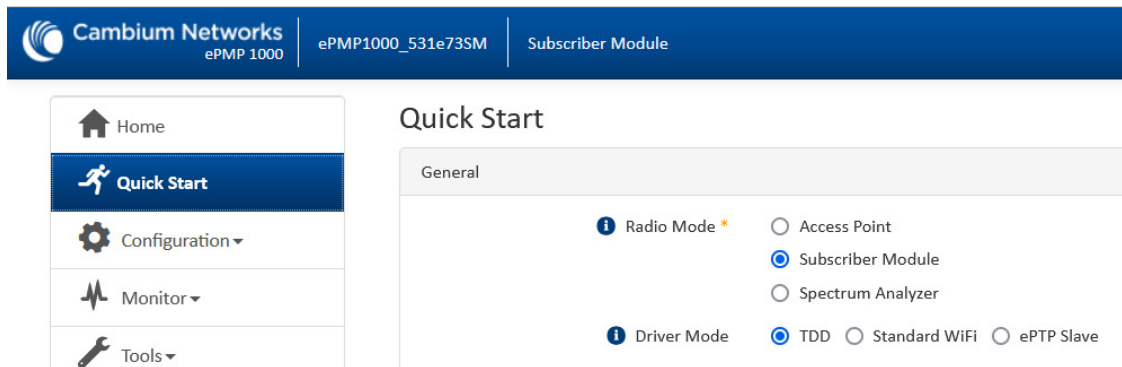 Cambium Networks
ePMP 1000
ePMP1000_531e73SM
Subscriber Module
Home
Quick Start
Configuration
Monitor
Tools
Quick Start
General
Radio Mode *
Access Point
Subscriber Module
Spectrum Analyzer
Driver Mode
TDD Standard WiFi ePTP Slave